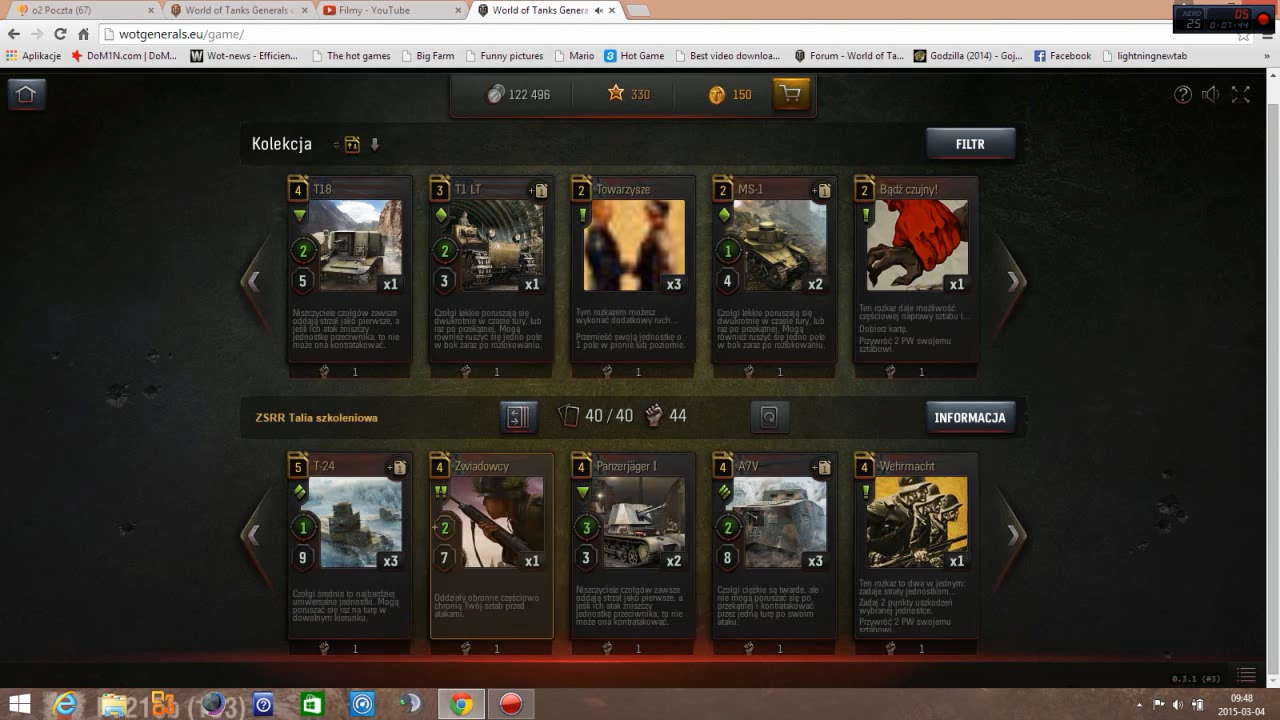 o2 Poczta (67)
World of Tanks Generals c
Filmy - YouTube
World of Tanks Genera
AERO
25
05
0:07:44
wotgenerals.eu/game/
Aplikacje
DoM1N.com | DoM...
Wot-news - Efficien...
The hot games
Big Farm
Funny pictures
Mario
Hot Game
Best video downloa...
Forum - World of Ta...
Godzilla (2014) - Goj...
Facebook
lightningnewtab
»
122 496
330
150
Kolekcja
FILTR
4 T18
2
5
x1
Niszczyciele czołgów zawsze
oddają strzał jako pierwsze, a
jeśli ich atak zniszczy
jednostkę przeciwnika, to nie
może ona kontratakować.
1
3 T1 LT +1
2
3
x1
Czołgi lekkie poruszają się
dwukrotnie w czasie tury, lub
raz po przekątnej. Mogą
również ruszyć się jedno pole
w bok zaraz po rozlokowaniu.
1
2 Towarzysze
x3
Tym rozkazem możesz
wykonać dodatkowy ruch...
Przemieść swoją jednostkę o
1 pole w pionie lub poziomie.
1
2 MS-1 +1
1
4
x2
Czołgi lekkie poruszają się
dwukrotnie w czasie tury, lub
raz po przekątnej. Mogą
również ruszyć się jedno pole
w bok zaraz po rozlokowaniu.
1
2 Bądź czujny!
x1
Ten rozkaz daje możliwość
częściowej naprawy sztabu i...
Dobierz kartę.
Przywróć 2 PW swojemu
sztabowi.
1
ZSRR Talia szkoleniowa
40 / 40
44
INFORMACJA
5 T-24 +1
1
9
x3
Czołgi średnie to najbardziej
uniwersalne jednostki. Mogą
poruszać się raz na turę w
dowolnym kierunku.
1
4 Zwiadowcy
+2
7
x1
Oddziały obronne częściowo
chronią Twój sztab przed
atakami.
1
4 Panzerjäger I
3
3
x2
Niszczyciele czołgów zawsze
oddają strzał jako pierwsze, a
jeśli ich atak zniszczy
jednostkę przeciwnika, to nie
może ona kontratakować.
1
4 A7V +1
2
8
x3
Czołgi ciężkie są twarde, ale
nie mogą poruszać się po
przekątnej i kontratakować
przez jedną turę po swoim
ataku.
1
4 Wehrmacht
x1
Ten rozkaz to dwa w jednym:
zadaje straty jednostkom...
Zadaj 2 punkty uszkodzeń
wybranej jednostce.
Przywróć 2 PW swojemu
sztabowi.
1
0.3.1 (#3)
09:48
2015-03-04